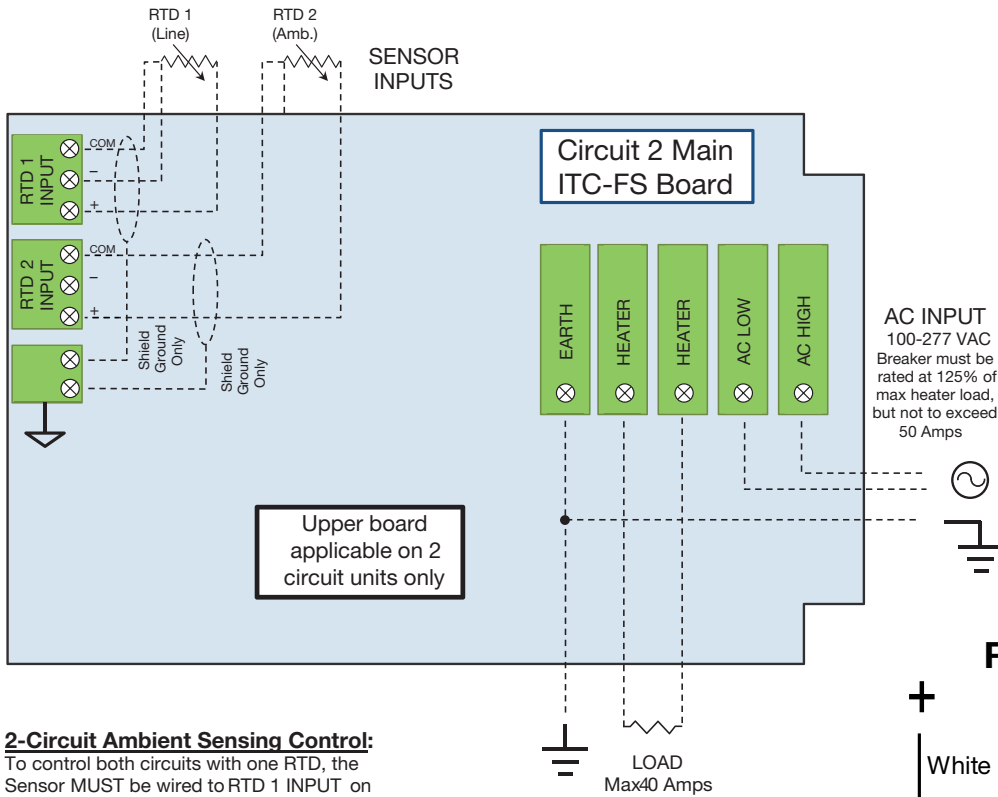 RTD 1
(Line)
RTD 2
(Amb.)
SENSOR
INPUTS
RTD 1
INPUT
COM
–
+
RTD 2
INPUT
COM
–
+
Shield
Ground
Only
Shield
Ground
Only
Circuit 2 Main
ITC-FS Board
EARTH
HEATER
HEATER
AC LOW
AC HIGH
AC INPUT
100-277 VAC
Breaker must be
rated at 125% of
max heater load,
but not to exceed
50 Amps
Upper board
applicable on 2
circuit units only
LOAD
Max40 Amps
+
White
2-Circuit Ambient Sensing Control:
To control both circuits with one RTD, the
Sensor MUST be wired to RTD 1 INPUT on